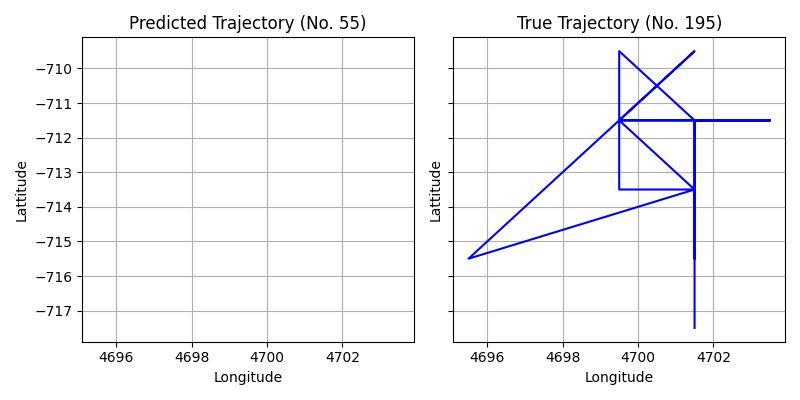 Predicted Trajectory (No. 55)
True Trajectory (No. 195)
−710
−711
−712
−713
−714
−715
−716
−717
Lattitude
Lattitude
4696 4698 4700 4702
4696 4698 4700 4702
Longitude
Longitude